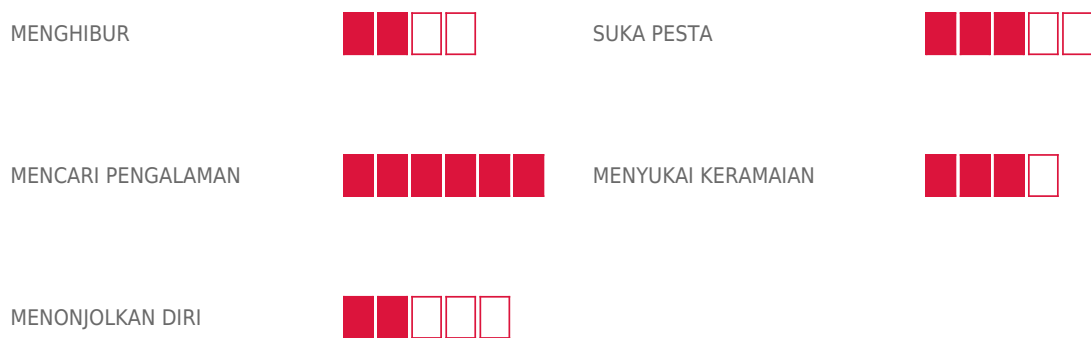 MENGHIBUR
SUKA PESTA
MENCARI PENGALAMAN
MENYUKAI KERAMAIAN
MENONJOLKAN DIRI